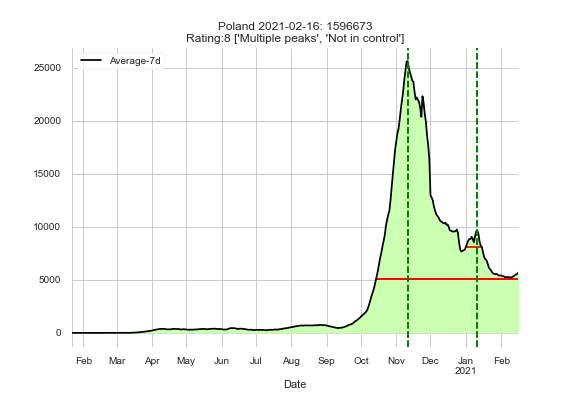 Poland 2021-02-16: 1596673
Rating:8 ['Multiple peaks', 'Not in control']
Average-7d
25000
20000
15000
10000
5000
0
Feb Mar Apr May Jun Jul Aug Sep Oct Nov Dec Jan Feb
2021
Date